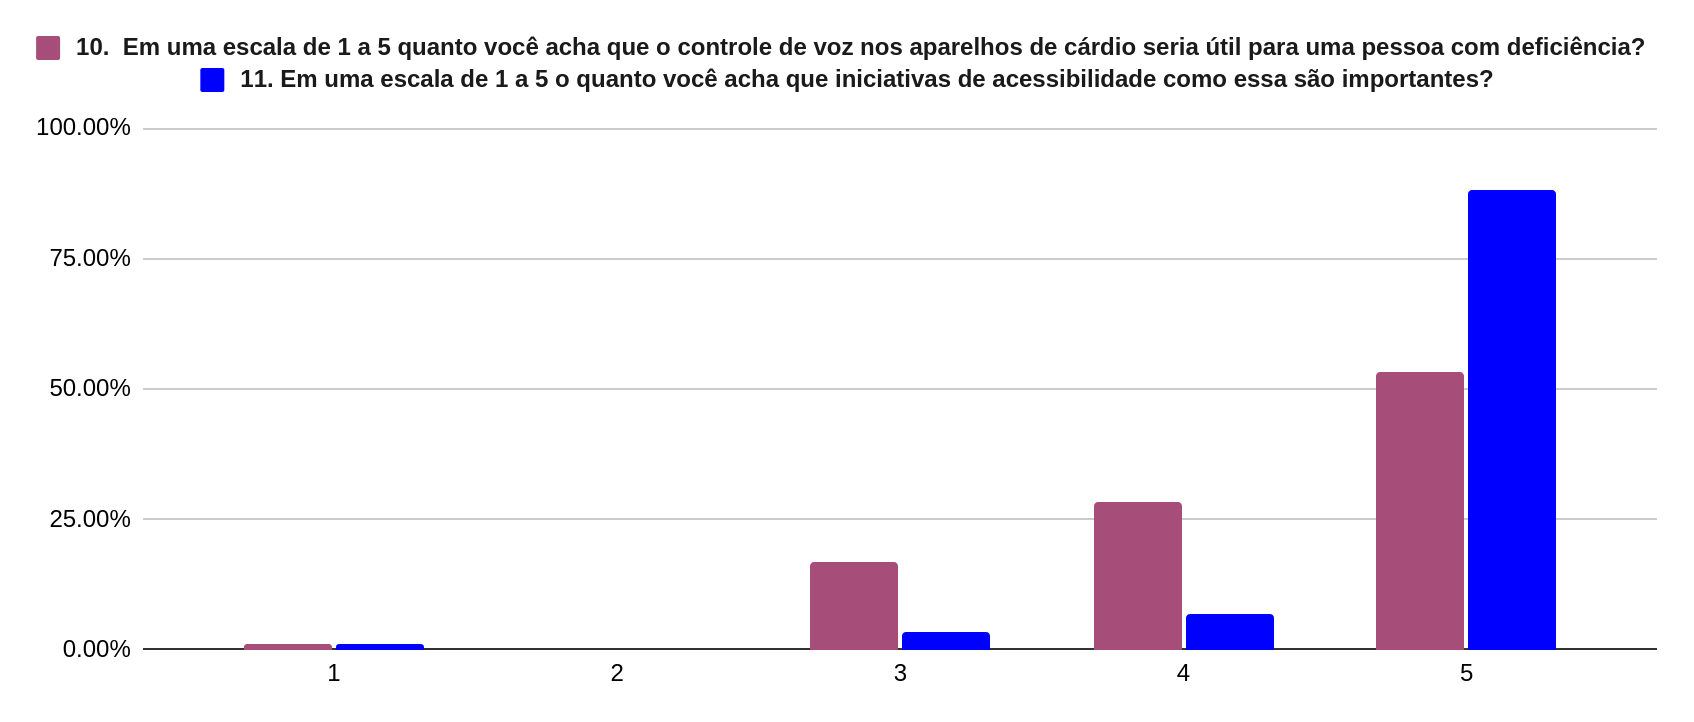 10.  Em uma escala de 1 a 5 quanto você acha que o controle de voz nos aparelhos de cárdio seria útil para uma pessoa com deficiência?
11. Em uma escala de 1 a 5 o quanto você acha que iniciativas de acessibilidade como essa são importantes?
100.00%
75.00%
50.00%
25.00%
0.00%
1 2 3 4 5